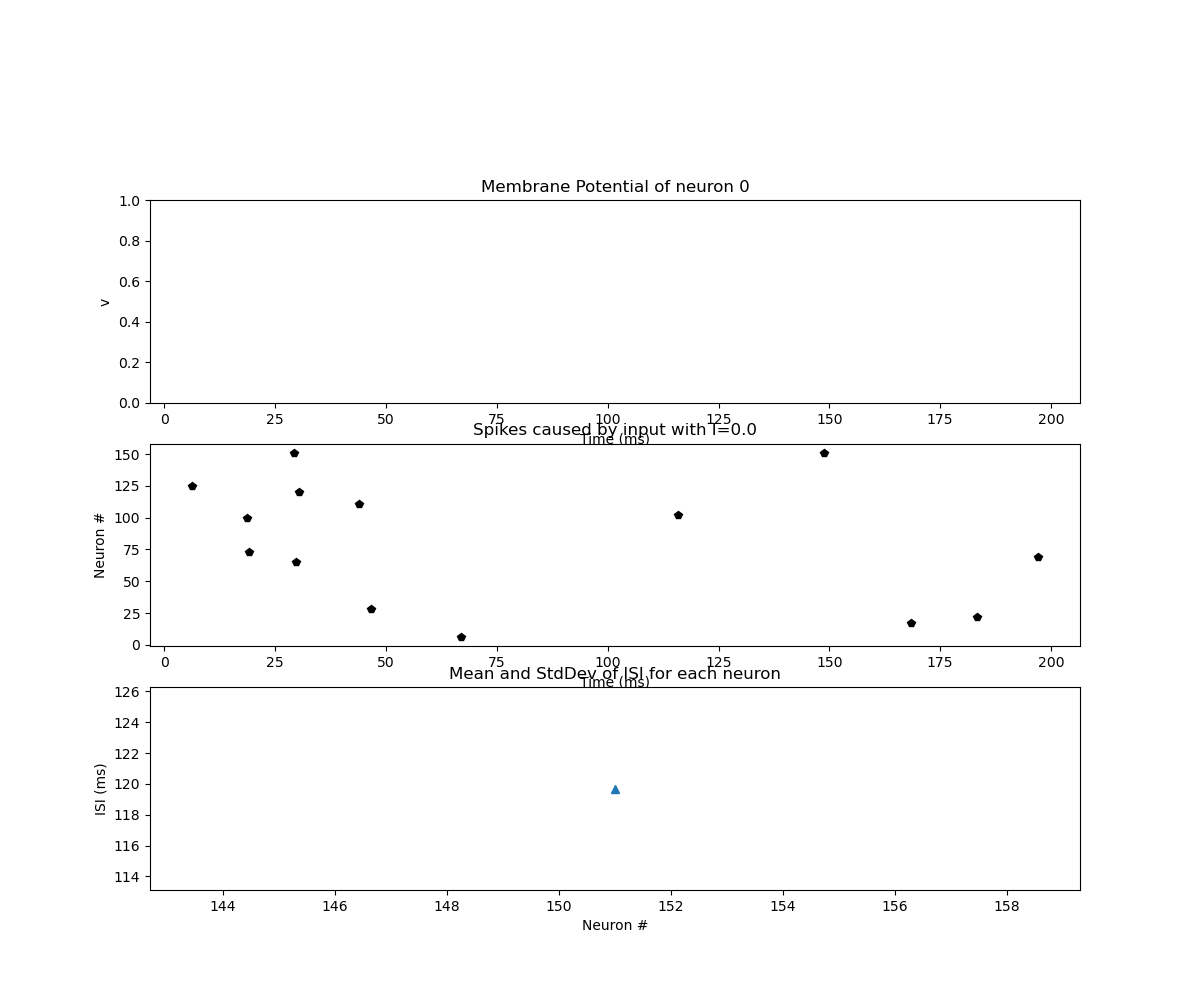 Membrane Potential of neuron 0
1.0
0.8
0.6
0.4
0.2
0.0
v
0 25 50 75 100 125 150 175 200
Time (ms)
Spikes caused by input with I=0.0
150
125
100
75
50
25
0
Neuron #
0 25 50 75 100 125 150 175 200
Time (ms)
Mean and StdDev of ISI for each neuron
126
124
122
120
118
116
114
ISI (ms)
144 146 148 150 152 154 156 158
Neuron #